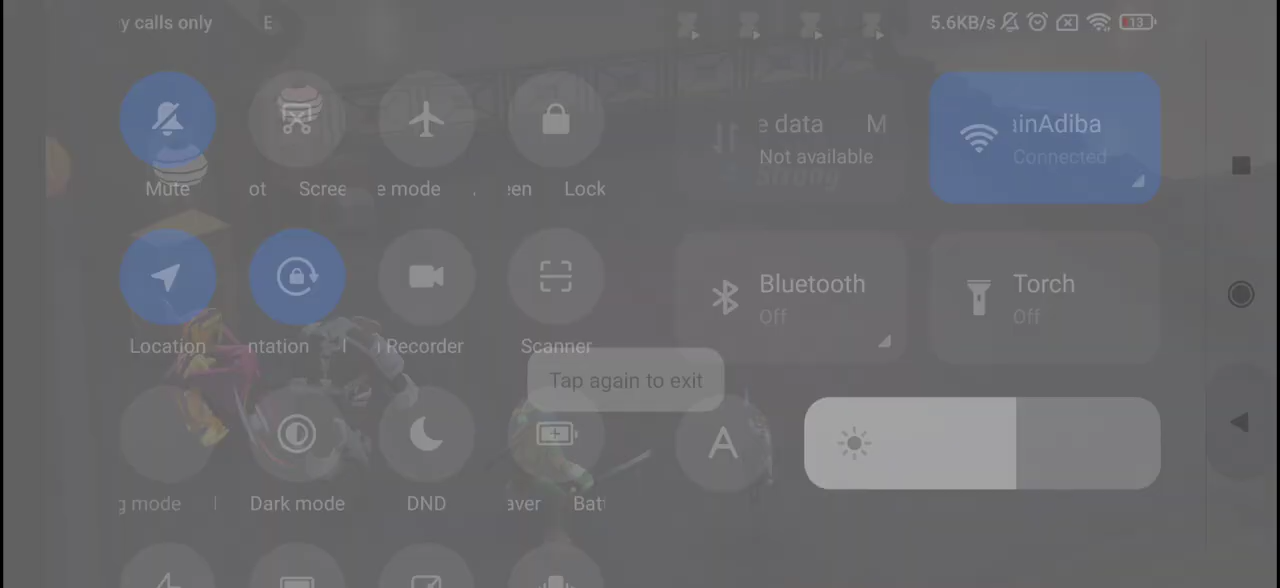 y calls only E
5.6KB/s 13
e data M
Not available
ainAdiba
Connected
Mute
ot Scree
e mode .
een Lock
Bluetooth
Off
Torch
Off
Location
ntation
Recorder
Scanner
Tap again to exit
A
g mode
Dark mode
DND
aver Batt